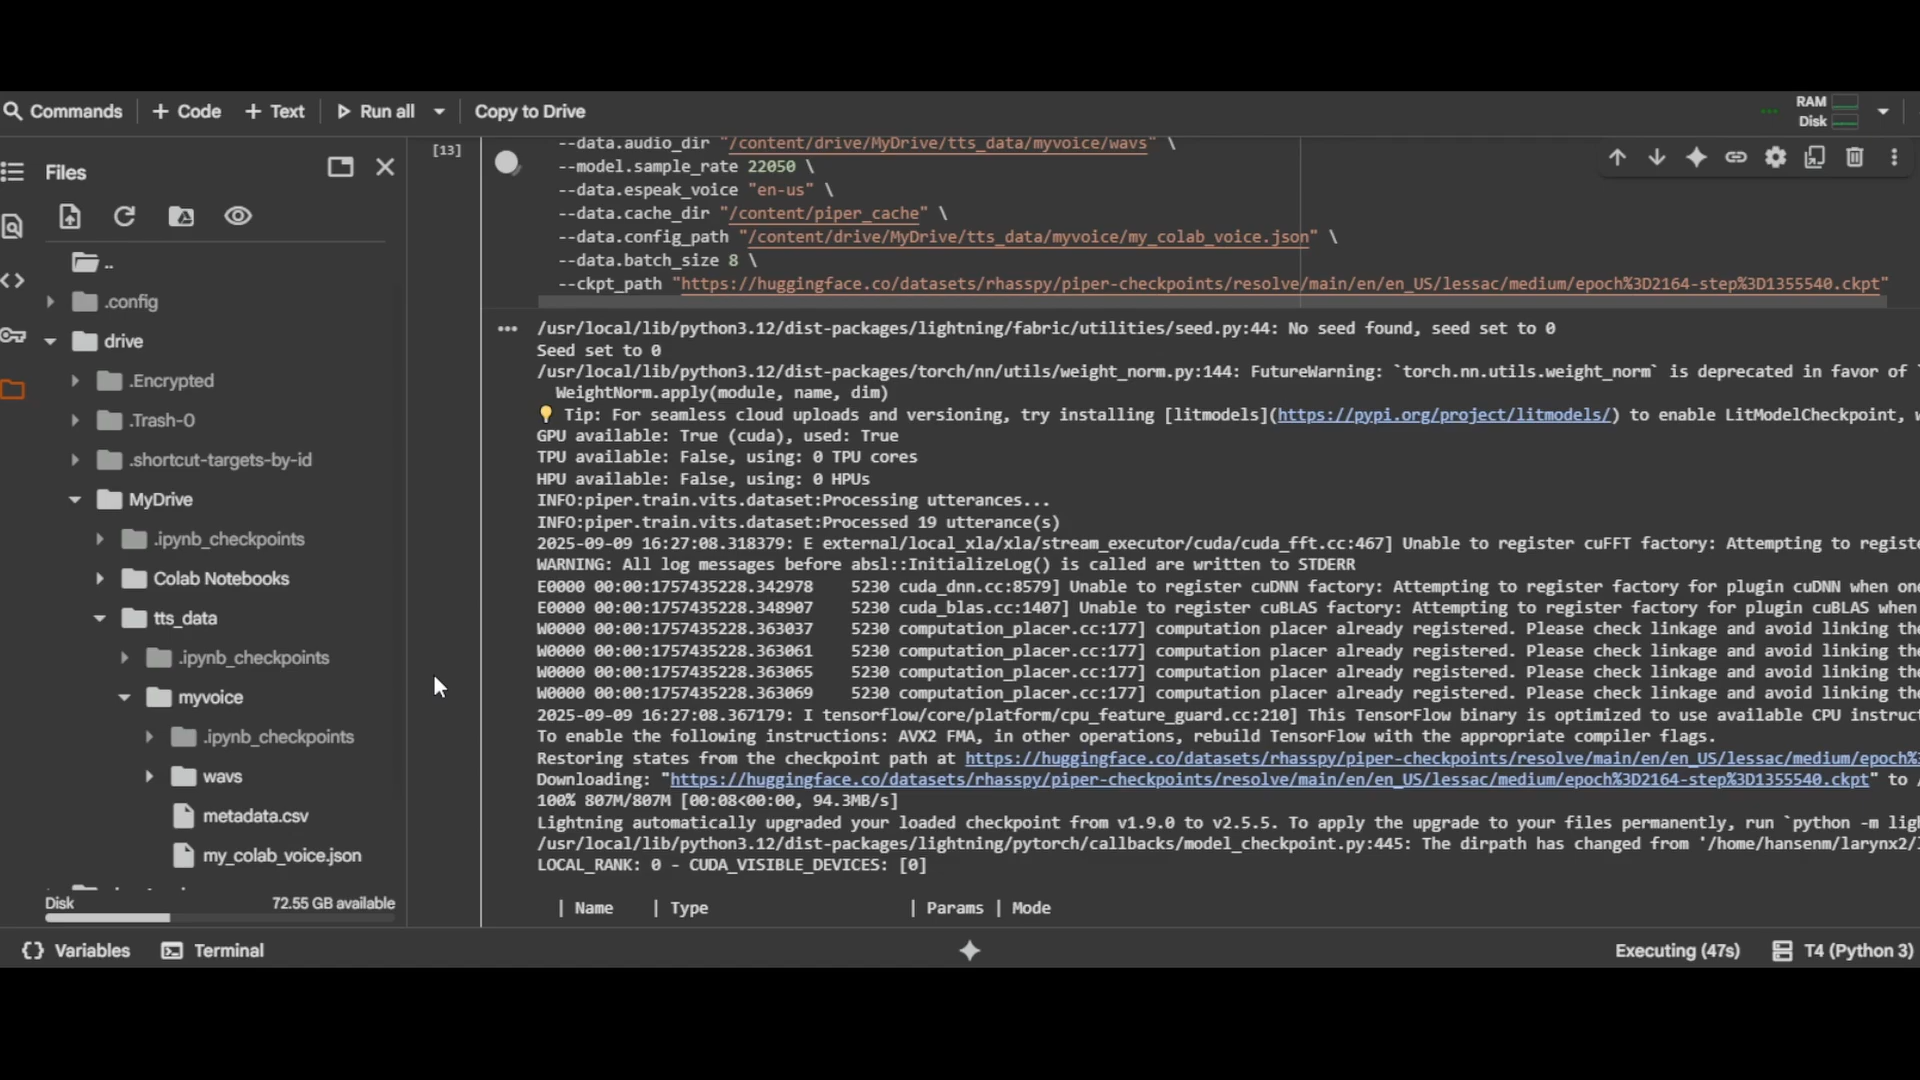 Commands
+ Code
+ Text
Run all
Copy to Drive
RAM
Disk
Files
..
.config
drive
.Encrypted
.Trash-0
.shortcut-targets-by-id
MyDrive
.ipynb_checkpoints
Colab Notebooks
tts_data
.ipynb_checkpoints
myvoice
.ipynb_checkpoints
wavs
metadata.csv
my_colab_voice.json
Disk
72.55 GB available
[13]
--data.audio_dir "/content/drive/MyDrive/tts_data/myvoice/wavs" \
--model.sample_rate 22050 \
--data.espeak_voice "en-us" \
--data.cache_dir "/content/piper_cache" \
--data.config_path "/content/drive/MyDrive/tts_data/myvoice/my_colab_voice.json" \
--data.batch_size 8 \
--ckpt_path "https://huggingface.co/datasets/rhasspy/piper-checkpoints/resolve/main/en/en_US/lessac/medium/epoch%3D2164-step%3D1355540.ckpt"
/usr/local/lib/python3.12/dist-packages/lightning/fabric/utilities/seed.py:44: No seed found, seed set to 0
Seed set to 0
/usr/local/lib/python3.12/dist-packages/torch/nn/utils/weight_norm.py:144: FutureWarning: `torch.nn.utils.weight_norm` is deprecated in favor of `
WeightNorm.apply(module, name, dim)
💡 Tip: For seamless cloud uploads and versioning, try installing [litmodels](https://pypi.org/project/litmodels/) to enable LitModelCheckpoint, w
GPU available: True (cuda), used: True
TPU available: False, using: 0 TPU cores
HPU available: False, using: 0 HPUs
INFO:piper.train.vits.dataset:Processing utterances...
INFO:piper.train.vits.dataset:Processed 19 utterance(s)
2025-09-09 16:27:08.318379: E external/local_xla/xla/stream_executor/cuda/cuda_fft.cc:467] Unable to register cuFFT factory: Attempting to registe
WARNING: All log messages before absl::InitializeLog() is called are written to STDERR
E0000 00:00:1757435228.342978 5230 cuda_dnn.cc:8579] Unable to register cuDNN factory: Attempting to register factory for plugin cuDNN when one
E0000 00:00:1757435228.348907 5230 cuda_blas.cc:1407] Unable to register cuBLAS factory: Attempting to register factory for plugin cuBLAS when
W0000 00:00:1757435228.363037 5230 computation_placer.cc:177] computation placer already registered. Please check linkage and avoid linking the
W0000 00:00:1757435228.363061 5230 computation_placer.cc:177] computation placer already registered. Please check linkage and avoid linking the
W0000 00:00:1757435228.363065 5230 computation_placer.cc:177] computation placer already registered. Please check linkage and avoid linking the
W0000 00:00:1757435228.363069 5230 computation_placer.cc:177] computation placer already registered. Please check linkage and avoid linking the
2025-09-09 16:27:08.367179: I tensorflow/core/platform/cpu_feature_guard.cc:210] This TensorFlow binary is optimized to use available CPU instruct
To enable the following instructions: AVX2 FMA, in other operations, rebuild TensorFlow with the appropriate compiler flags.
Restoring states from the checkpoint path at https://huggingface.co/datasets/rhasspy/piper-checkpoints/resolve/main/en/en_US/lessac/medium/epoch%3
Downloading: "https://huggingface.co/datasets/rhasspy/piper-checkpoints/resolve/main/en/en_US/lessac/medium/epoch%3D2164-step%3D1355540.ckpt" to /
100% 807M/807M [00:08<00:00, 94.3MB/s]
Lightning automatically upgraded your loaded checkpoint from v1.9.0 to v2.5.5. To apply the upgrade to your files permanently, run `python -m ligh
/usr/local/lib/python3.12/dist-packages/lightning/pytorch/callbacks/model_checkpoint.py:445: The dirpath has changed from '/home/hansenm/larynx2/l
LOCAL_RANK: 0 - CUDA_VISIBLE_DEVICES: [0]
| Name | Type | Params | Mode
Variables
Terminal
Executing (47s)
T4 (Python 3)